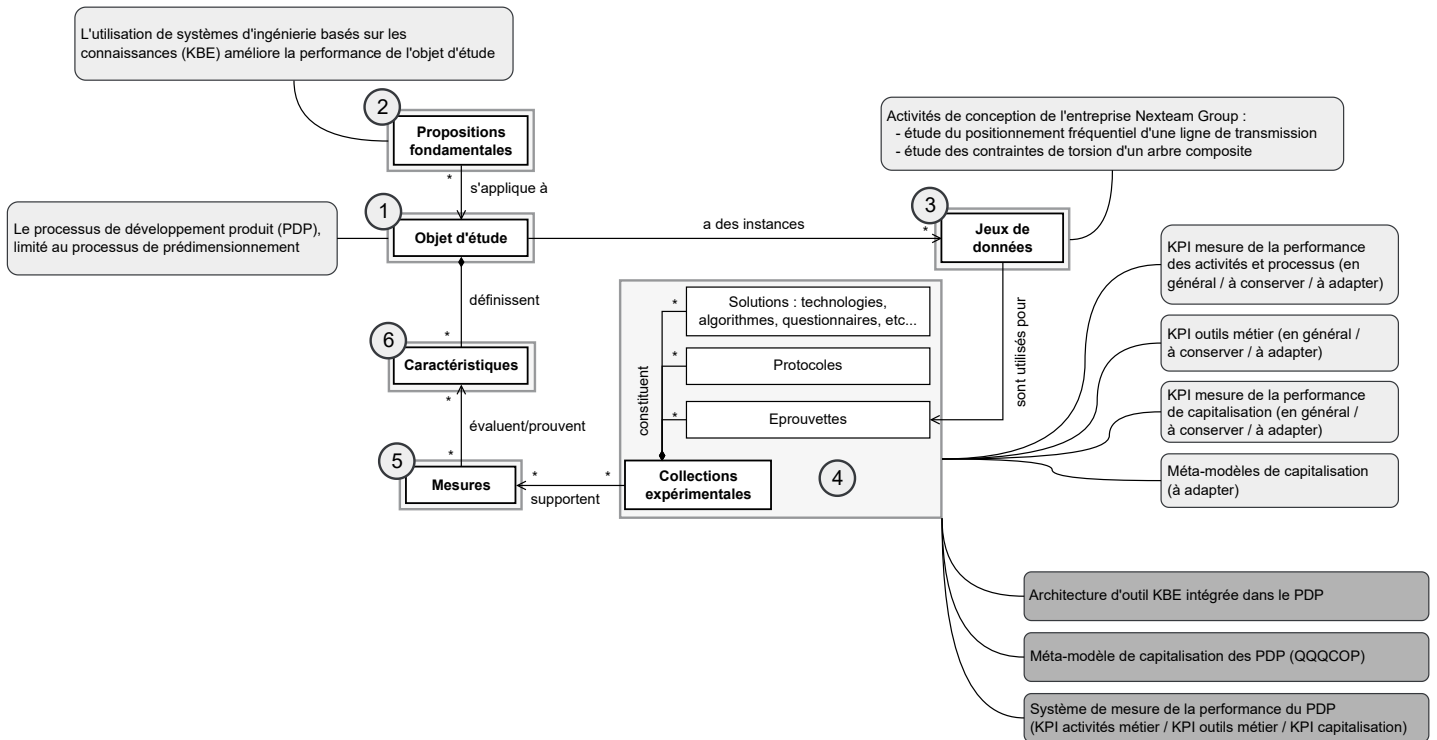 L'utilisation de systèmes d'ingénierie basés sur les
connaissances (KBE) améliore la performance de l'objet d'étude
2
Propositions
fondamentales
Activités de conception de l'entreprise Nexteam Group :
- étude du positionnement fréquentiel d'une ligne de transmission
- étude des contraintes de torsion d'un arbre composite
*
s'applique à
Le processus de développement produit (PDP),
limité au processus de prédimensionnement
1
Objet d'étude
a des instances
*
3
Jeux de
données
définissent
*
6
Caractéristiques
*
évaluent/prouvent
*
5
Mesures
*
supportent
*
Solutions : technologies,
algorithmes, questionnaires, etc...
*
Protocoles
*
Eprouvettes
*
constituent
Collections
expérimentales
4
sont utilisés pour
KPI mesure de la performance
des activités et processus (en
général / à conserver / à adapter)
KPI outils métier (en général /
à conserver / à adapter)
KPI mesure de la performance
de capitalisation (en général /
à conserver / à adapter)
Méta-modèles de capitalisation
(à adapter)
Architecture d'outil KBE intégrée dans le PDP
Méta-modèle de capitalisation des PDP (QQQCOP)
Système de mesure de la performance du PDP
(KPI activités métier / KPI outils métier / KPI capitalisation)